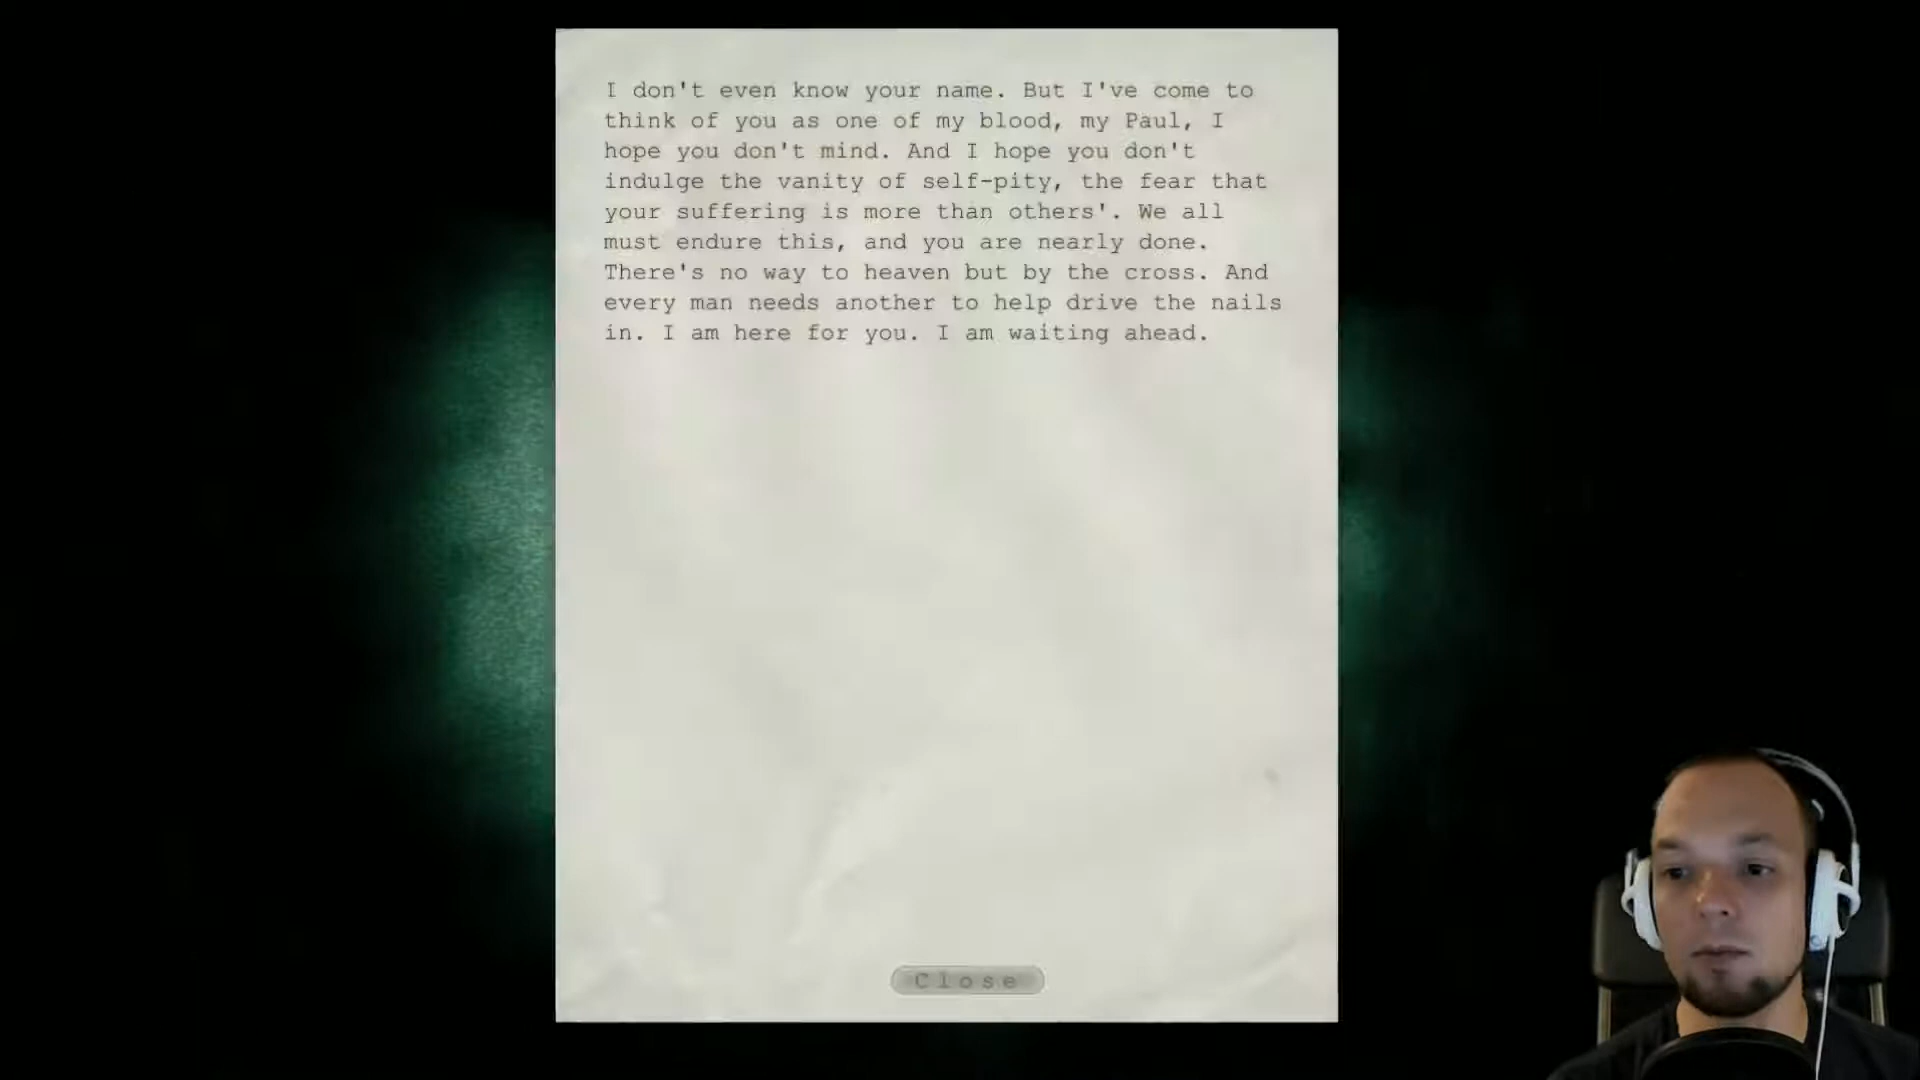 I don't even know your name. But I've come to
think of you as one of my blood, my Paul, I
hope you don't mind. And I hope you don't
indulge the vanity of self-pity, the fear that
your suffering is more than others'. We all
must endure this, and you are nearly done.
There's no way to heaven but by the cross. And
every man needs another to help drive the nails
in. I am here for you. I am waiting ahead.
Close